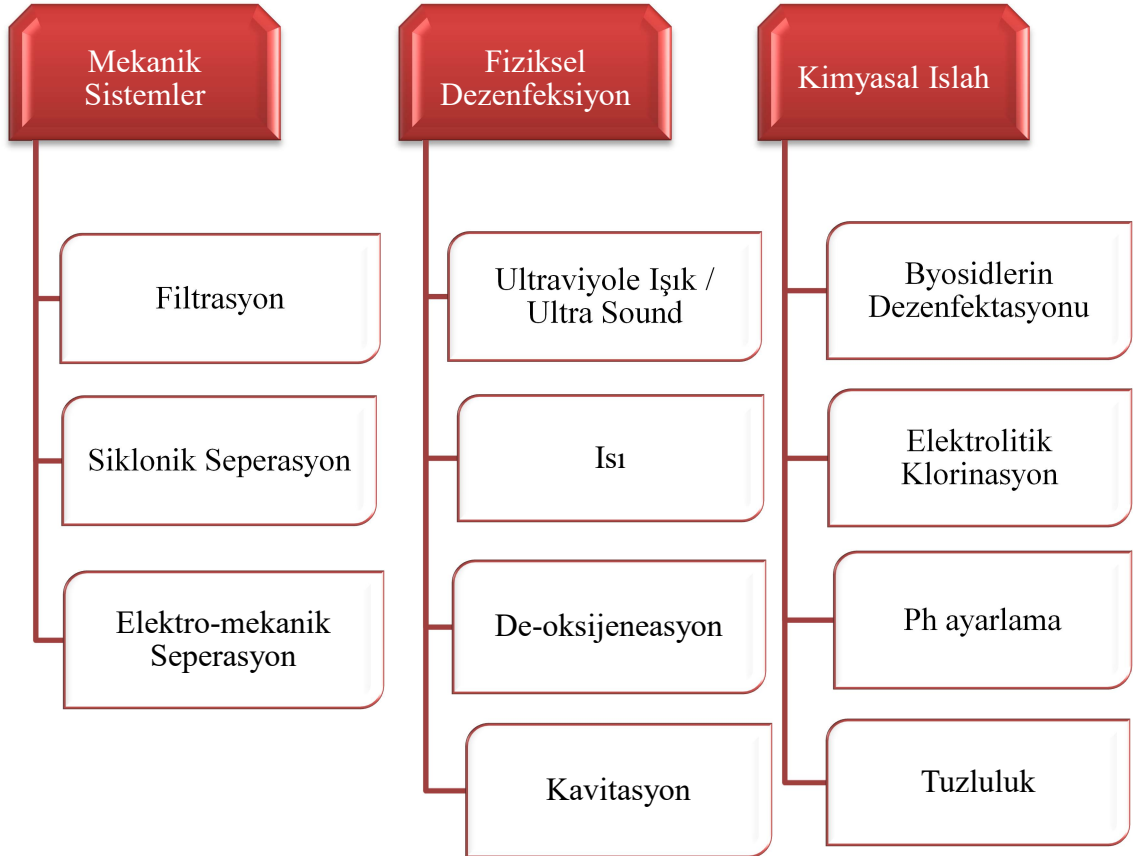 Mekanik
Sistemler
Filtrasyon
Siklonik Seperasyon
Elektro-mekanik
Seperasyon
Fiziksel
Dezenfeksiyon
Ultraviyole Işık /
Ultra Sound
Isı
De-oksijeneasyon
Kavitasyon
Kimyasal Islah
Byosidlerin
Dezenfektasyonu
Elektrolitik
Klorinasyon
Ph ayarlama
Tuzluluk